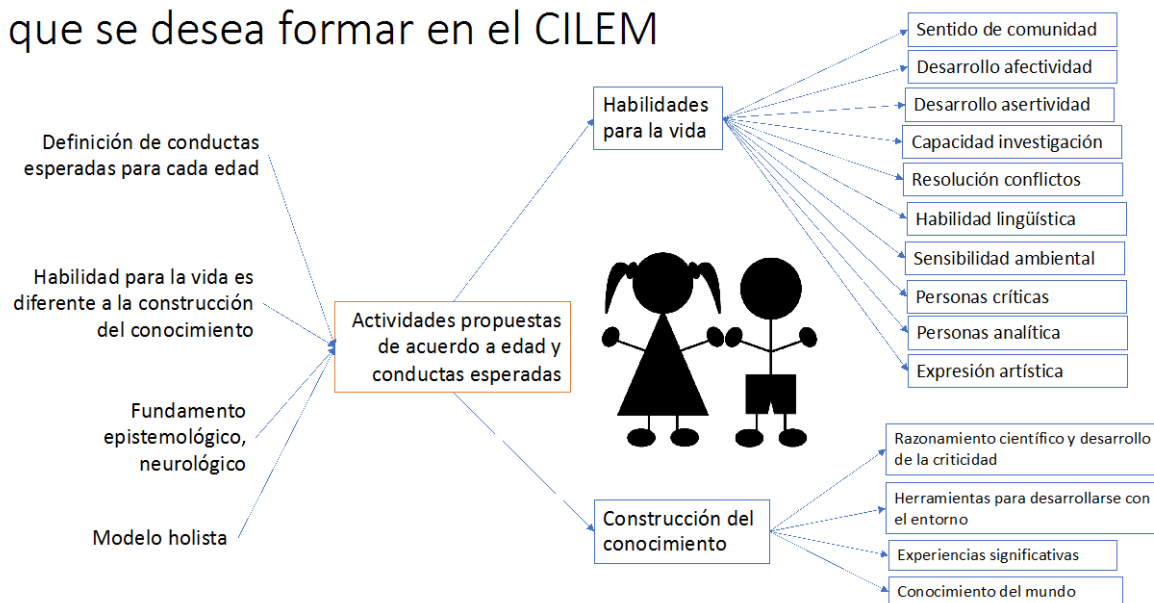 que se desea formar en el CILEM
Definición de conductas
esperadas para cada edad
Habilidad para la vida es
diferente a la construcción
del conocimiento
Fundamento
epistemológico,
neurológico
Modelo holista
Actividades propuestas
de acuerdo a edad y
conductas esperadas
Habilidades
para la vida
Sentido de comunidad
Desarrollo afectividad
Desarrollo asertividad
Capacidad investigación
Resolución conflictos
Habilidad lingüística
Sensibilidad ambiental
Personas críticas
Personas analítica
Expresión artística
Construcción del
conocimiento
Razonamiento científico y desarrollo
de la criticidad
Herramientas para desarrollarse con
el entorno
Experiencias significativas
Conocimiento del mundo